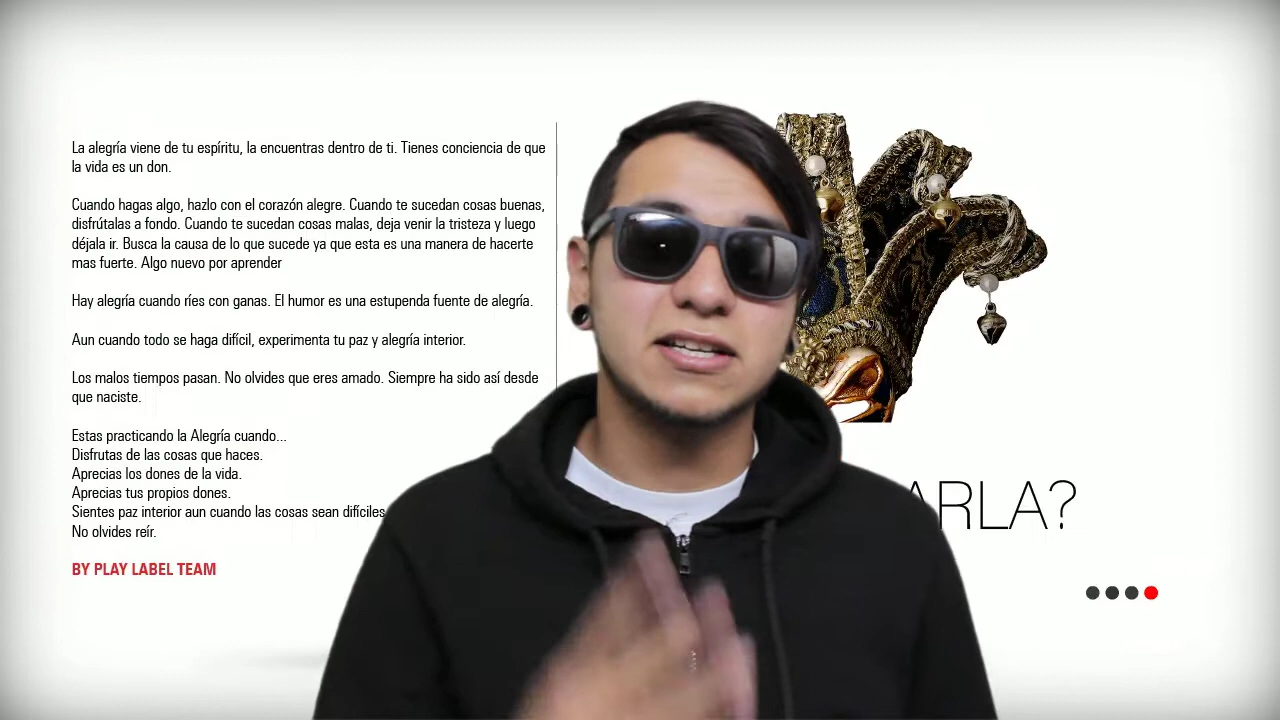 La alegría viene de tu espíritu, la encuentras dentro de ti. Tienes conciencia de que
la vida es un don.
Cuando hagas algo, hazlo con el corazón alegre. Cuando te sucedan cosas buenas,
disfrútalas a fondo. Cuando te sucedan cosas malas, deja venir la tristeza y luego
déjala ir. Busca la causa de lo que sucede ya que esta es una manera de hacerte
mas fuerte. Algo nuevo por aprender
Hay alegría cuando ríes con ganas. El humor es una estupenda fuente de alegría.
Aun cuando todo se haga difícil, experimenta tu paz y alegría interior.
Los malos tiempos pasan. No olvides que eres amado. Siempre ha sido así desde
que naciste.
Estas practicando la Alegría cuando...
Disfrutas de las cosas que haces.
Aprecias los dones de la vida.
Aprecias tus propios dones.
Sientes paz interior aun cuando las cosas sean difíciles
No olvides reír.
BY PLAY LABEL TEAM
ARLA?